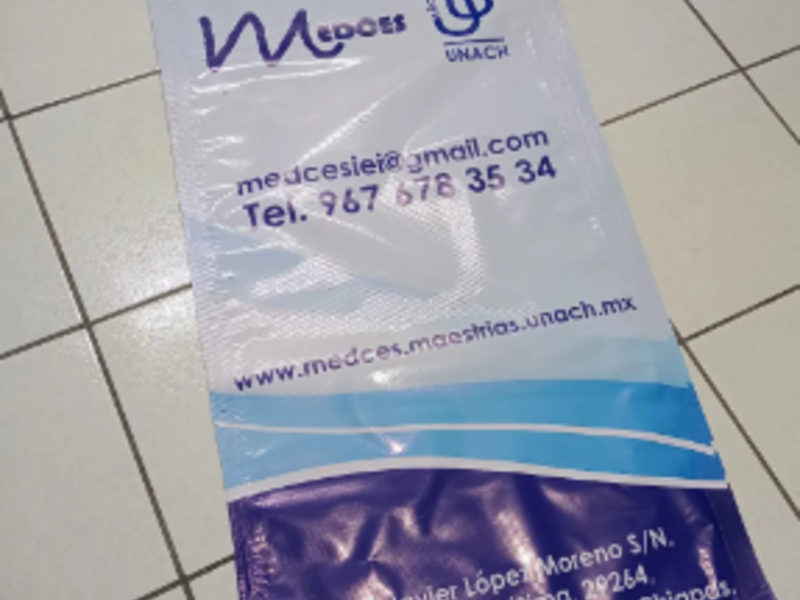 MEDCES
UNACH
medcesiei@gmail.com
Tel. 967 678 35 34
www.medces.maestrias.unach.mx
López Moreno S/N.
29264,
Chiapas.